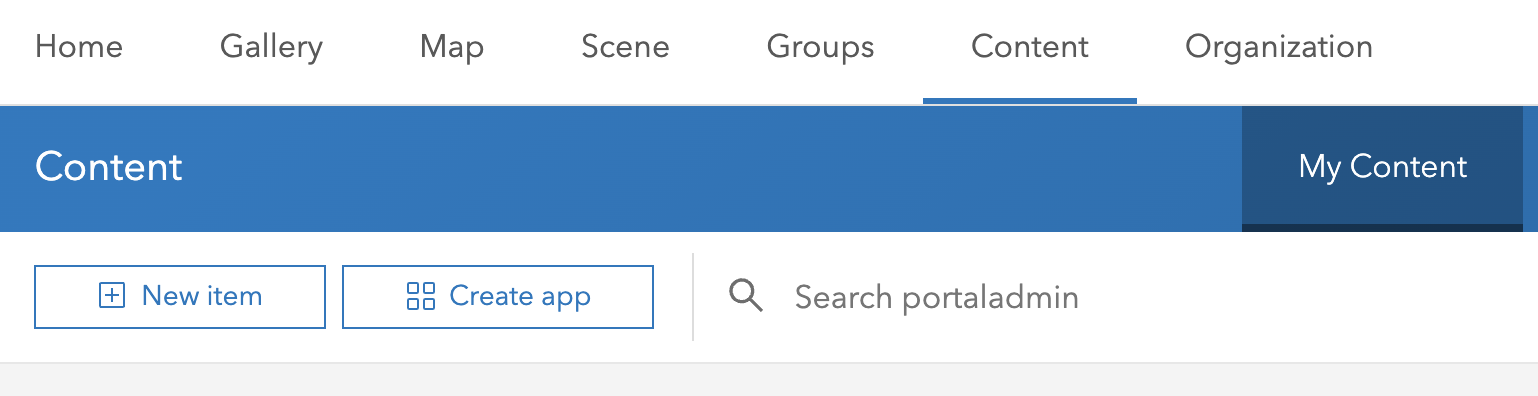 Home Gallery Map Scene Groups Content Organization
Content My Content
New item Create app Search portaladmin